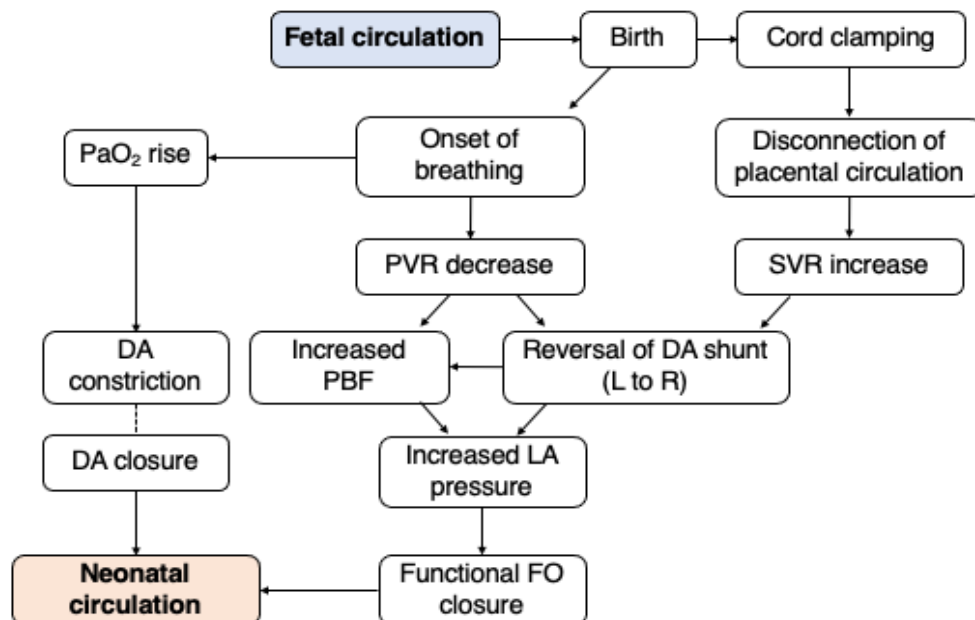 Fetal circulation
Birth
Cord clamping
Onset of
breathing
PaO₂ rise
Disconnection of
placental circulation
PVR decrease
SVR increase
DA
constriction
Increased
PBF
Reversal of DA shunt
(L to R)
DA closure
Increased LA
pressure
Neonatal
circulation
Functional FO
closure